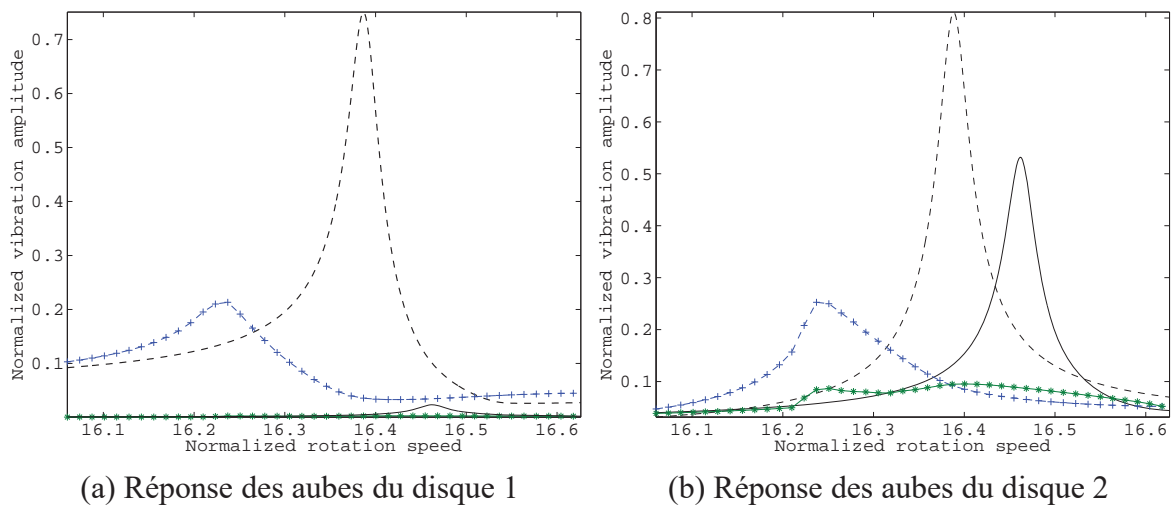 0.7
0.6
0.5
0.4
0.3
0.2
0.1
Normalized vibration amplitude
16.1 16.2 16.3 16.4 16.5 16.6
Normalized rotation speed
(a) Réponse des aubes du disque 1
0.8
0.7
0.6
0.5
0.4
0.3
0.2
0.1
Normalized vibration amplitude
16.1 16.2 16.3 16.4 16.5 16.6
Normalized rotation speed
(b) Réponse des aubes du disque 2